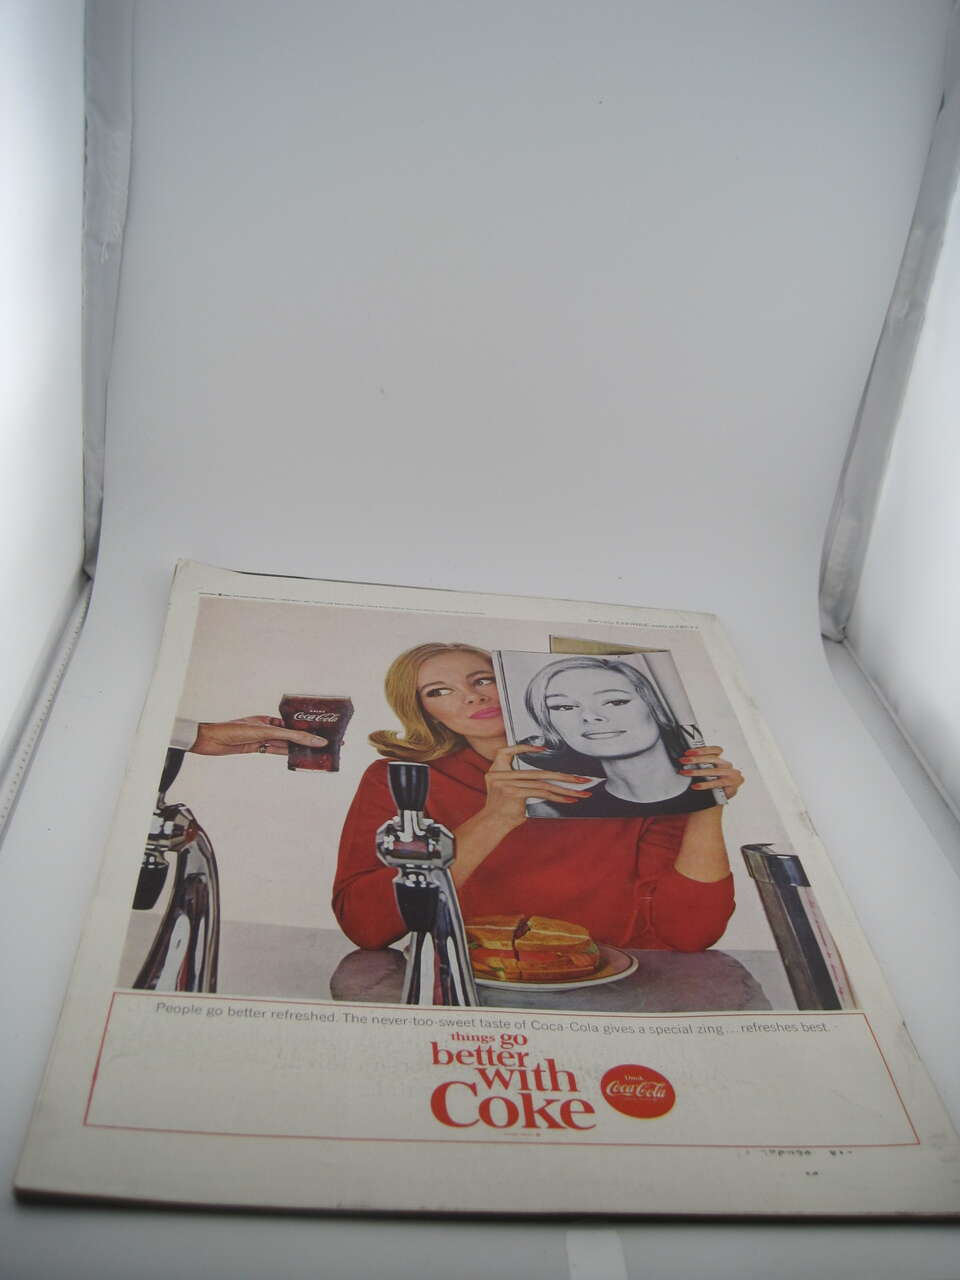 DRINK
Coca-Cola
People go better refreshed. The never-too-sweet taste of Coca-Cola gives a special zing ... refreshes best.
things go
better
with
Coke
Drink
Coca-Cola